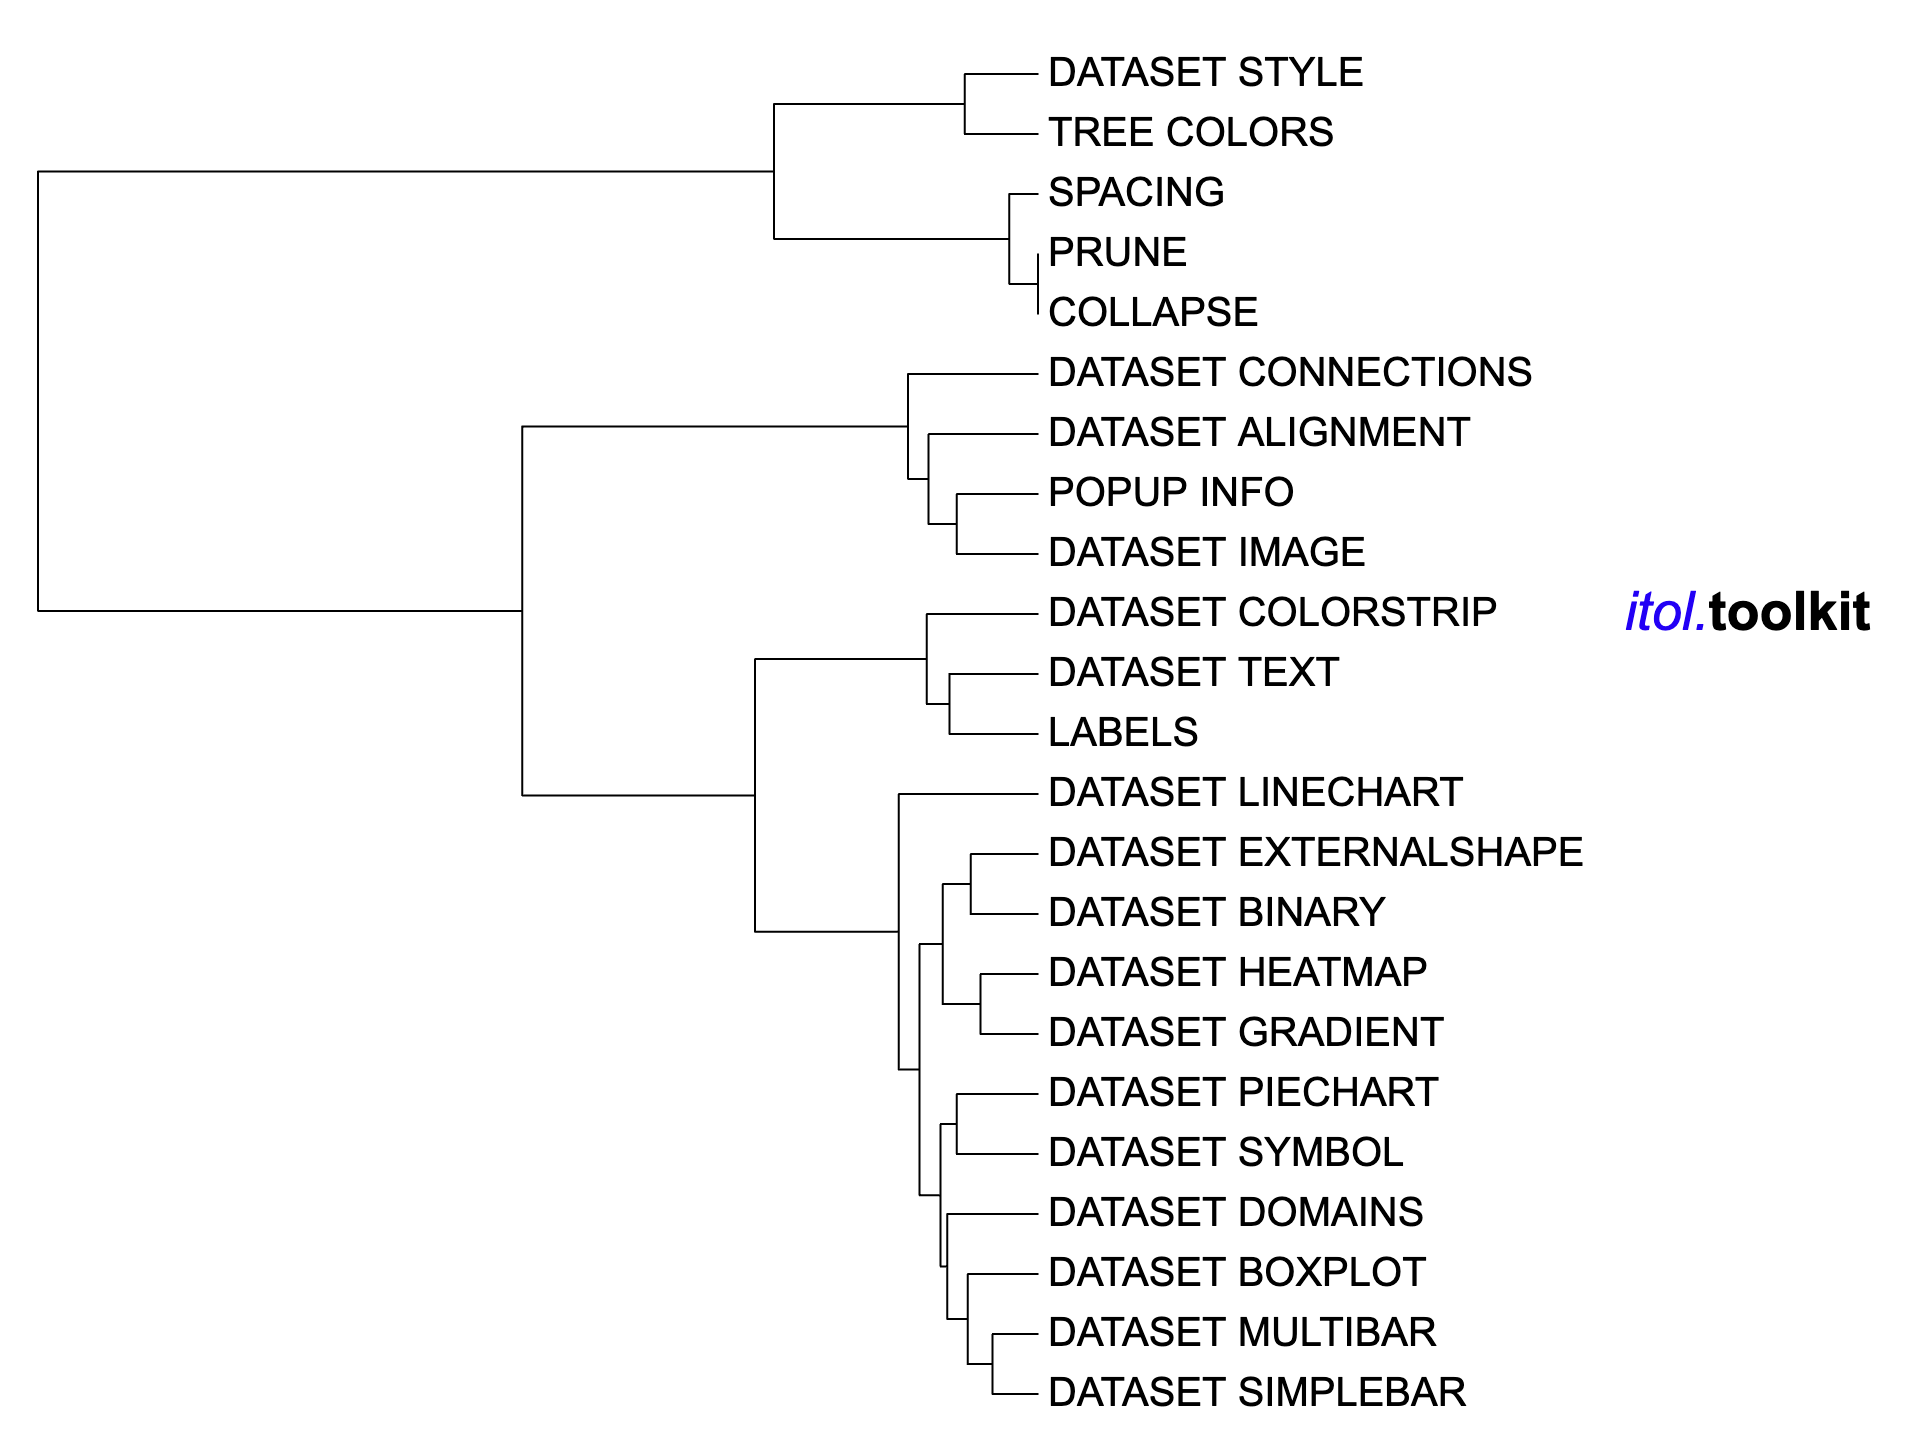 DATASET STYLE
TREE COLORS
SPACING
PRUNE
COLLAPSE
DATASET CONNECTIONS
DATASET ALIGNMENT
POPUP INFO
DATASET IMAGE
DATASET COLORSTRIP
itol.toolkit
DATASET TEXT
LABELS
DATASET LINECHART
DATASET EXTERNALSHAPE
DATASET BINARY
DATASET HEATMAP
DATASET GRADIENT
DATASET PIECHART
DATASET SYMBOL
DATASET DOMAINS
DATASET BOXPLOT
DATASET MULTIBAR
DATASET SIMPLEBAR